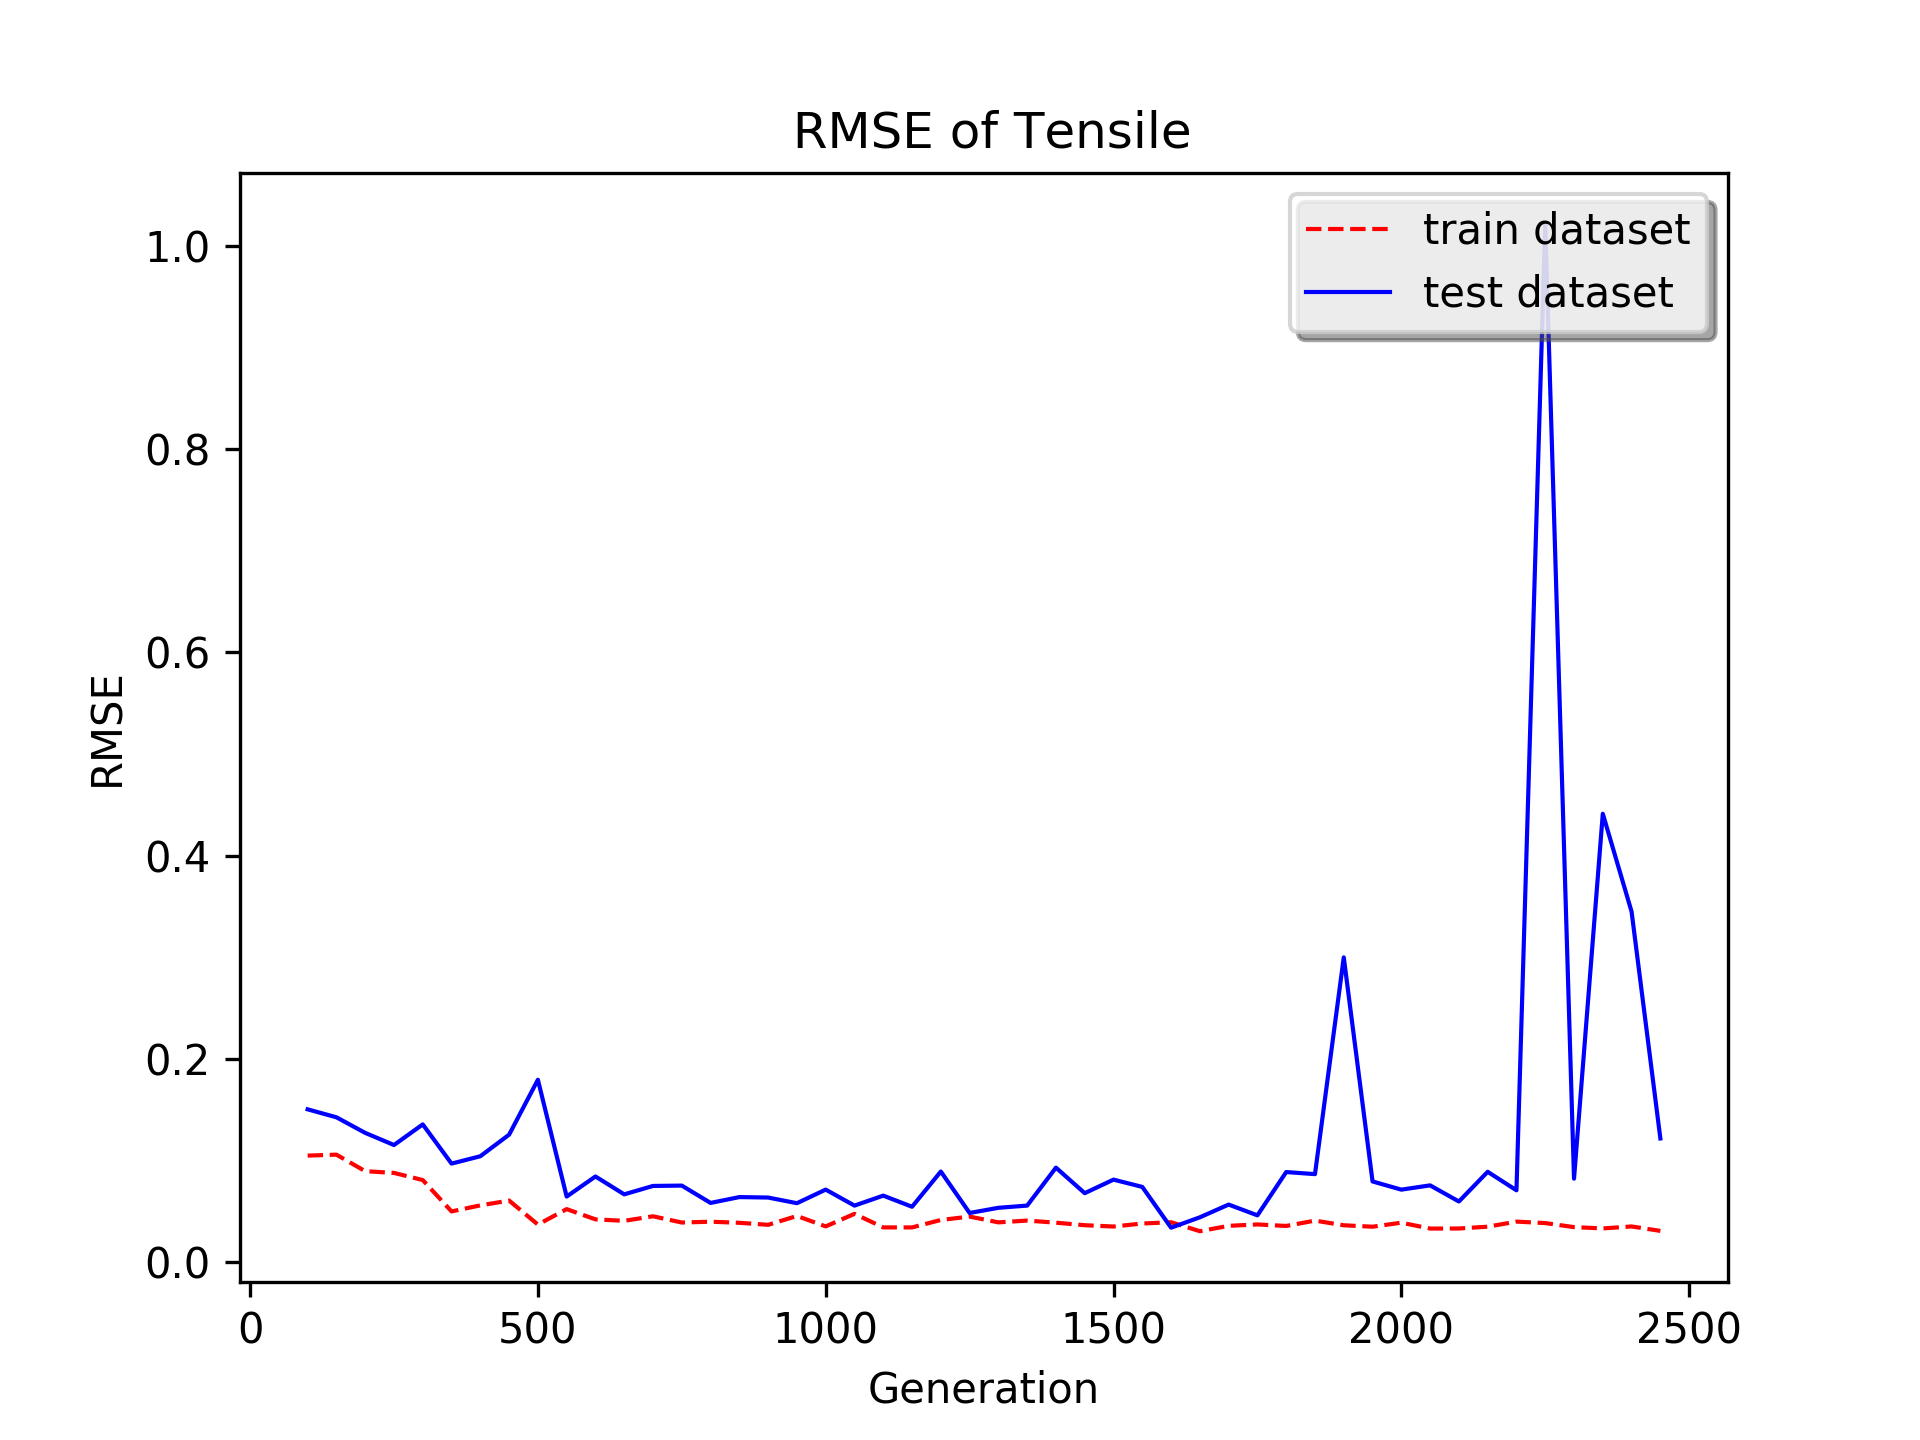 RMSE of Tensile
train dataset
test dataset
1.0
0.8
0.6
0.4
0.2
0.0
RMSE
0 500 1000 1500 2000 2500
Generation